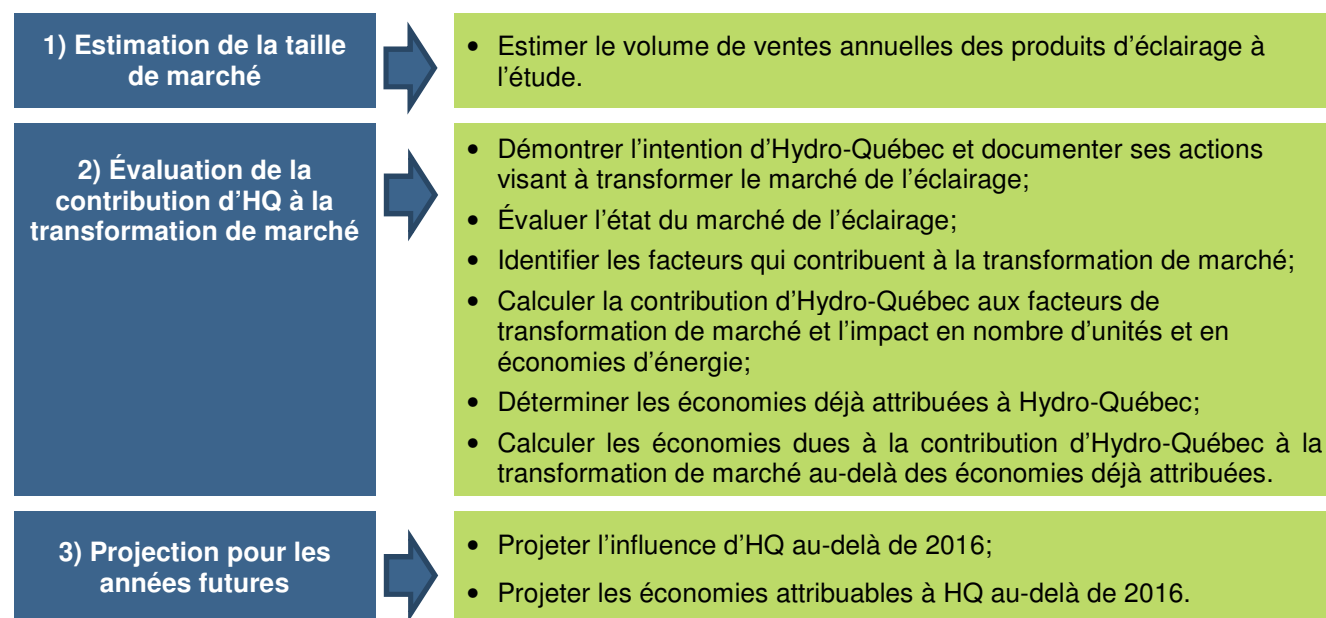 1) Estimation de la taille
de marché
• Estimer le volume de ventes annuelles des produits d'éclairage à
l'étude.
2) Évaluation de la
contribution d'HQ à la
transformation de marché
• Démontrer l'intention d'Hydro-Québec et documenter ses actions
visant à transformer le marché de l'éclairage;
• Évaluer l'état du marché de l'éclairage;
• Identifier les facteurs qui contribuent à la transformation de marché;
• Calculer la contribution d'Hydro-Québec aux facteurs de
transformation de marché et l'impact en nombre d'unités et en
économies d'énergie;
• Déterminer les économies déjà attribuées à Hydro-Québec;
• Calculer les économies dues à la contribution d'Hydro-Québec à la
transformation de marché au-delà des économies déjà attribuées.
3) Projection pour les
années futures
• Projeter l'influence d'HQ au-delà de 2016;
• Projeter les économies attribuables à HQ au-delà de 2016.